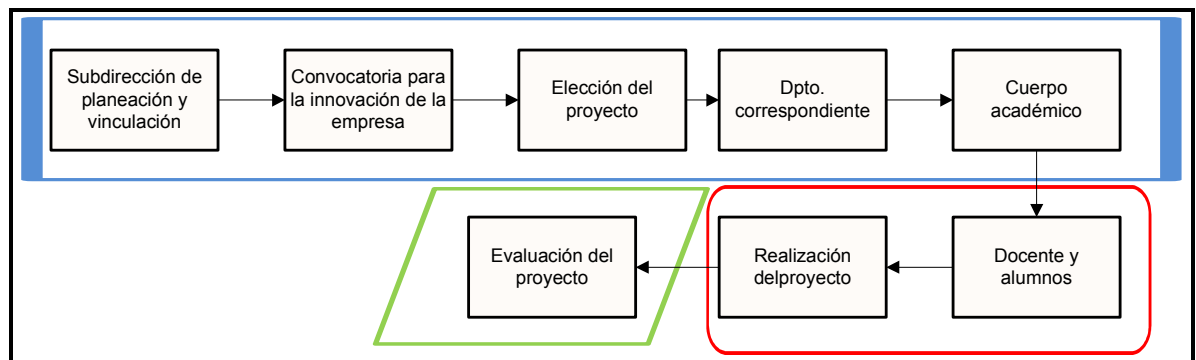 Subdirección de
planeación y
vinculación
Convocatoria para
la innovación de la
empresa
Elección del
proyecto
Dpto.
correspondiente
Cuerpo
académico
Docente y
alumnos
Realización
delproyecto
Evaluación del
proyecto